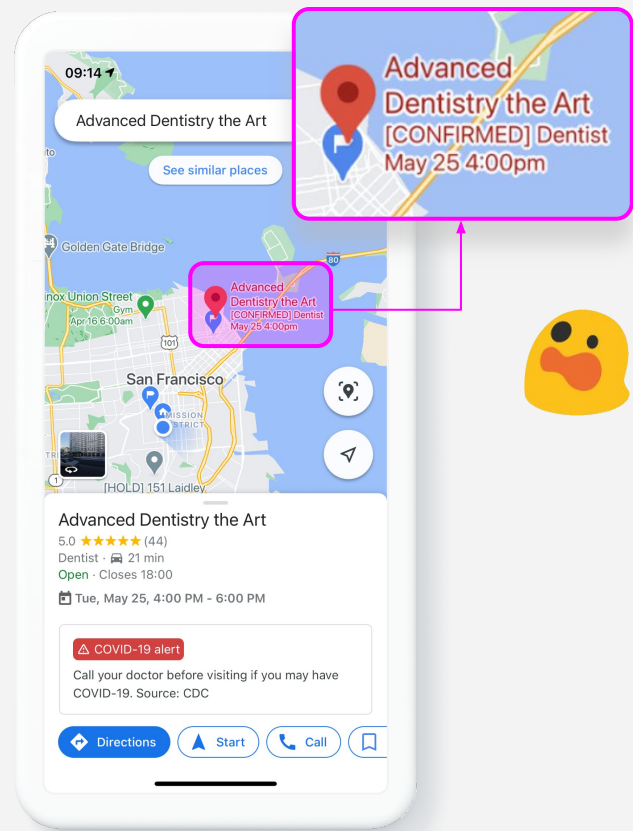 Advanced
Dentistry the Art
[CONFIRMED] Dentist
May 25 4:00pm
09:14
Advanced Dentistry the Art
See similar places
Golden Gate Bridge
80
Advanced
Dentistry the Art
[CONFIRMED] Dentist
May 25 4:00pm
Union Street
Gym
Apr 16 6:00am
101
San Francisco
MISSION
DISTRICT
1
[HOLD] 151 Laidley
Advanced Dentistry the Art
5.0 ★★★★★ (44)
Dentist · 21 min
Open · Closes 18:00
Tue, May 25, 4:00 PM - 6:00 PM
COVID-19 alert
Call your doctor before visiting if you may have
COVID-19. Source: CDC
Directions
Start
Call